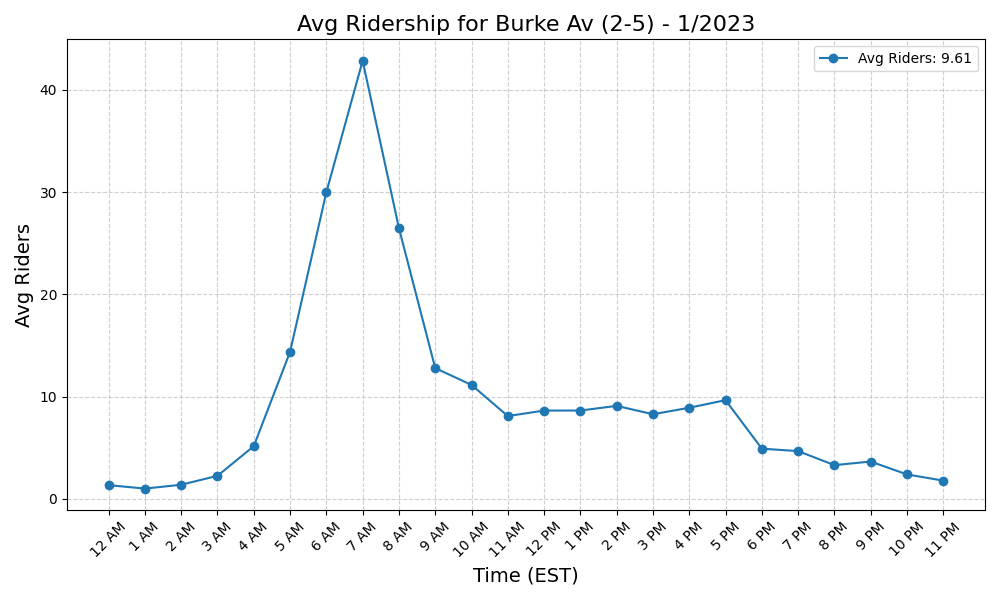 Avg Ridership for Burke Av (2-5) - 1/2023
Avg Riders: 9.61
Avg Riders
40
30
20
10
0
12 AM
1 AM
2 AM
3 AM
4 AM
5 AM
6 AM
7 AM
8 AM
9 AM
10 AM
11 AM
12 PM
1 PM
2 PM
3 PM
4 PM
5 PM
6 PM
7 PM
8 PM
9 PM
10 PM
11 PM
Time (EST)